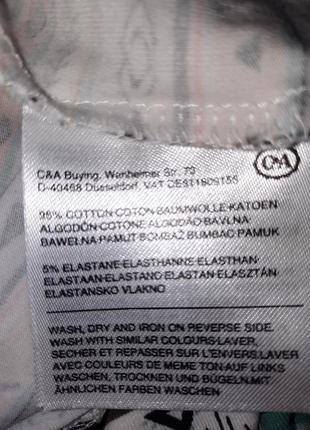 C&A Buying, Wanheimer Str. 70
D-40468 Düsseldorf, VAT DE811809155
C&A
95% COTTON-COTON-BAUMWOLLE-KATOEN
ALGODÓN-COTONE-ALGODÃO-BAVLNA
BAWEŁNA-PAMUT-BOMBAŽ-BUMBAC-PAMUK
5% ELASTANE-ELASTHANNE-ELASTHAN
ELASTAAN-ELASTANO-ELASTAN-ELASZTÁN
ELASTANSKO VLAKNO
WASH, DRY AND IRON ON REVERSE SIDE.
WASH WITH SIMILAR COLOURS-LAVER,
SECHER ET REPASSER SUR L'ENVERS.LAVER
AVEC COULEURS DE MEME TON-AUF LINKS
WASCHEN, TROCKNEN UND BÜGELN.MIT
ÄHNLICHEN FARBEN WASCHEN